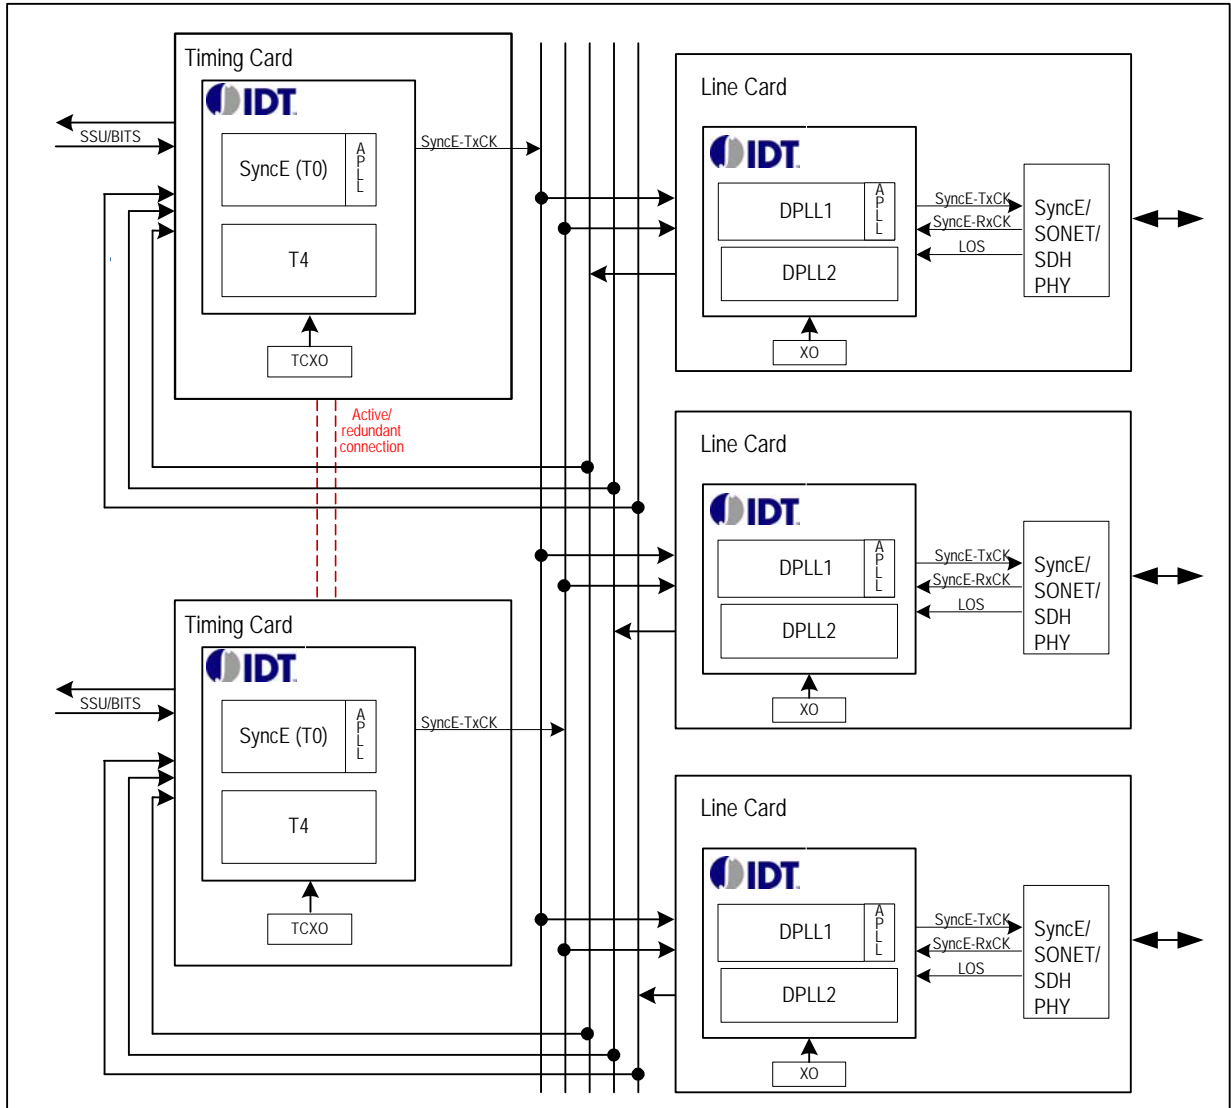 Timing Card
IDT
SSU/BITS
SyncE (T0)
APLL
SyncE-TxCK
T4
TCXO
Active/
redundant
connection
Line Card
IDT
DPLL1
APLL
DPLL2
XO
SyncE-TxCK
SyncE-RxCK
LOS
SyncE/
SONET/
SDH
PHY
Line Card
IDT
DPLL1
APLL
DPLL2
XO
SyncE-TxCK
SyncE-RxCK
LOS
SyncE/
SONET/
SDH
PHY
Timing Card
IDT
SSU/BITS
SyncE (T0)
APLL
SyncE-TxCK
T4
TCXO
Line Card
IDT
DPLL1
APLL
DPLL2
XO
SyncE-TxCK
SyncE-RxCK
LOS
SyncE/
SONET/
SDH
PHY